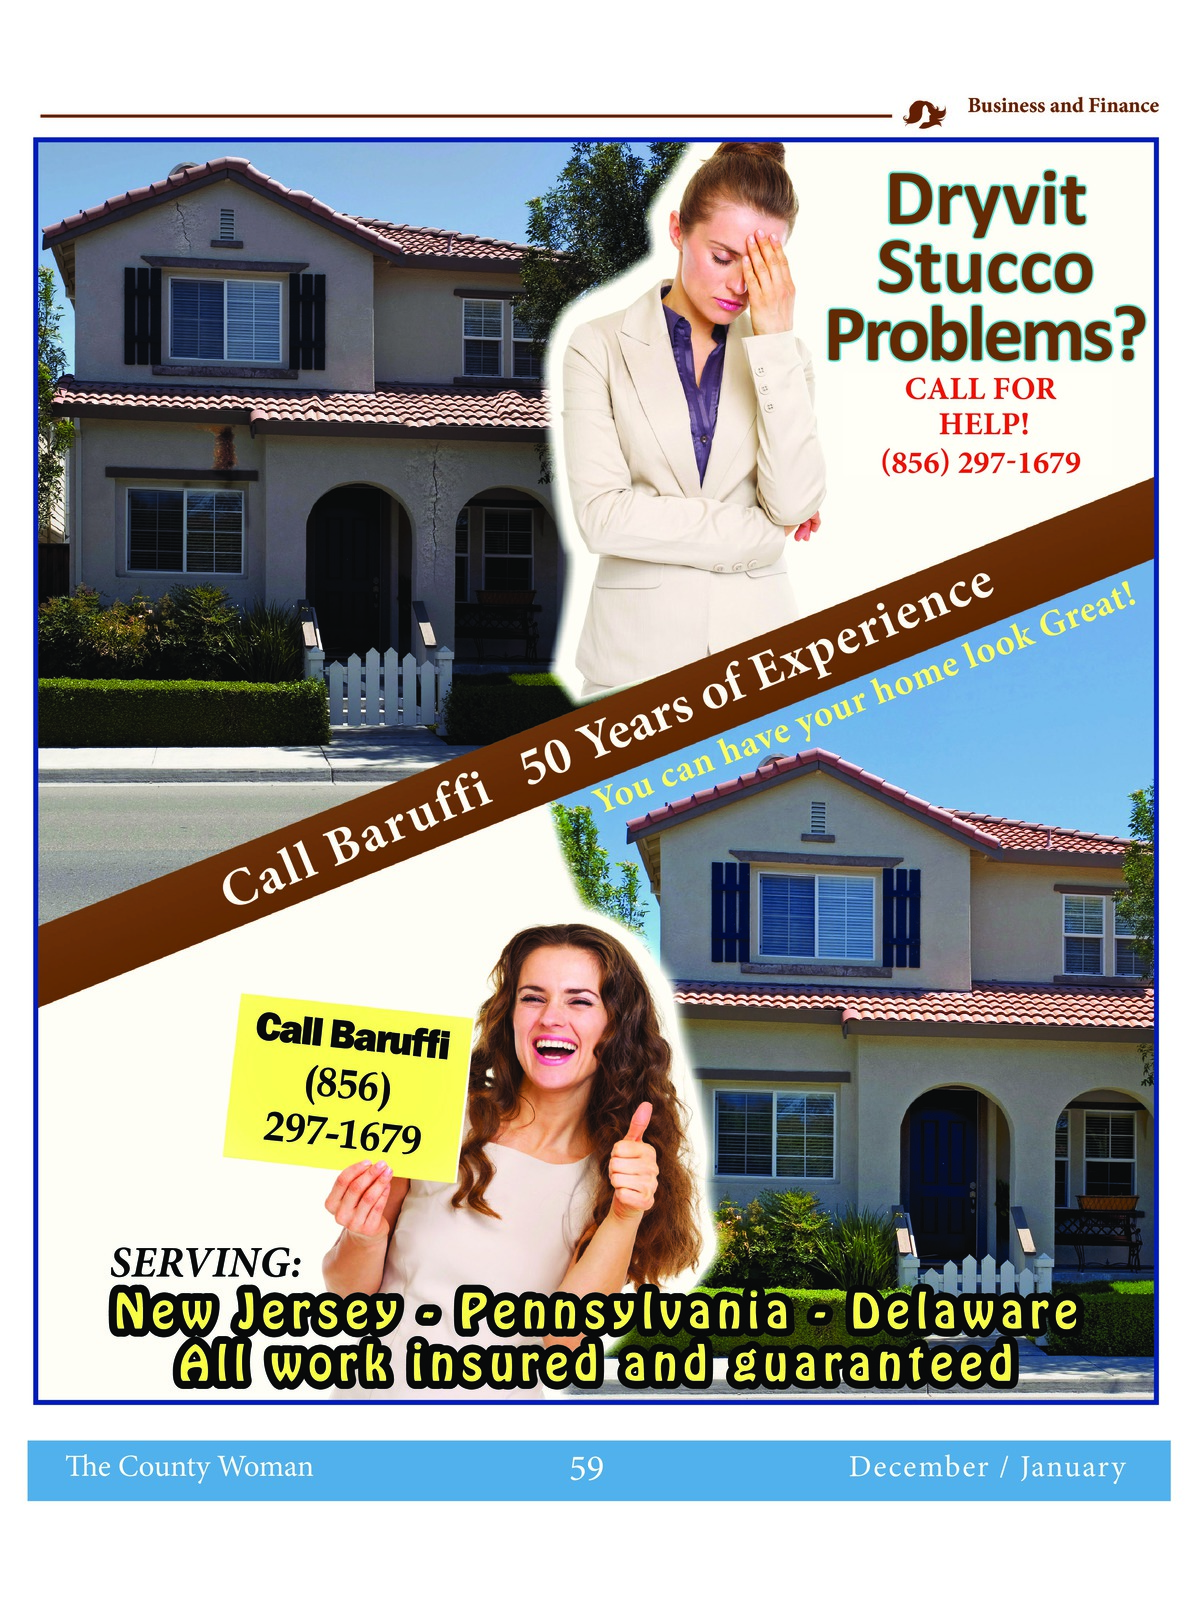 Business and Finance
Dryvit
Stucco
Problems?
CALL FOR
HELP!
(856) 297-1679
Call Baruffi 50 Years of Experience
You can have your home look Great!
Call Baruffi
(856)
297-1679
SERVING:
New Jersey - Pennsylvania - Delaware
All work insured and guaranteed
The County Woman 59 December / January